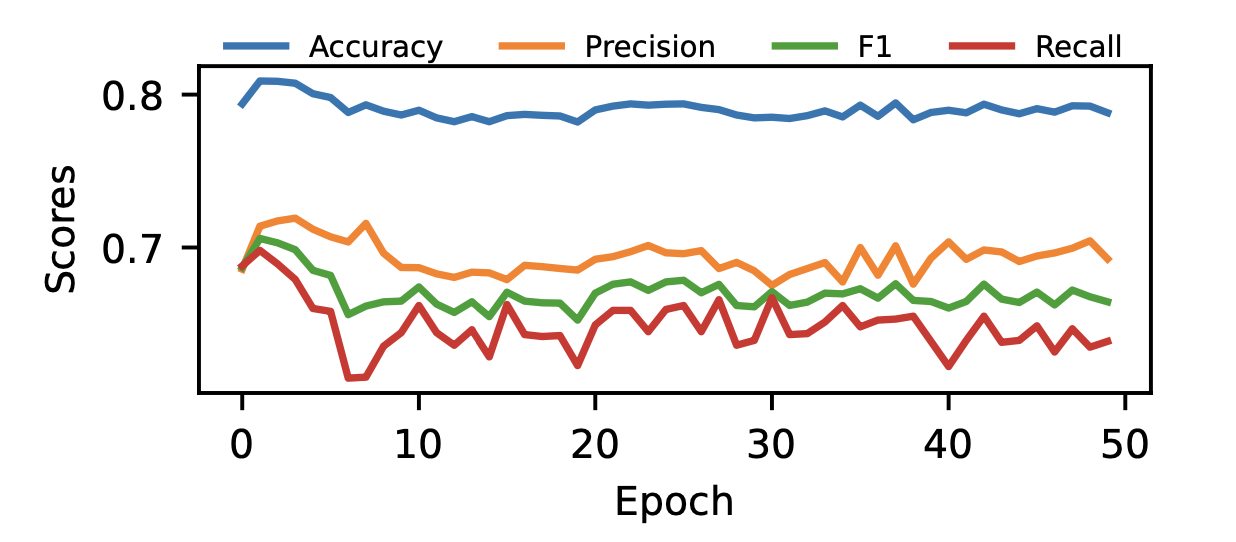 Accuracy Precision F1 Recall
0.8
0.7
Scores
0 10 20 30 40 50
Epoch